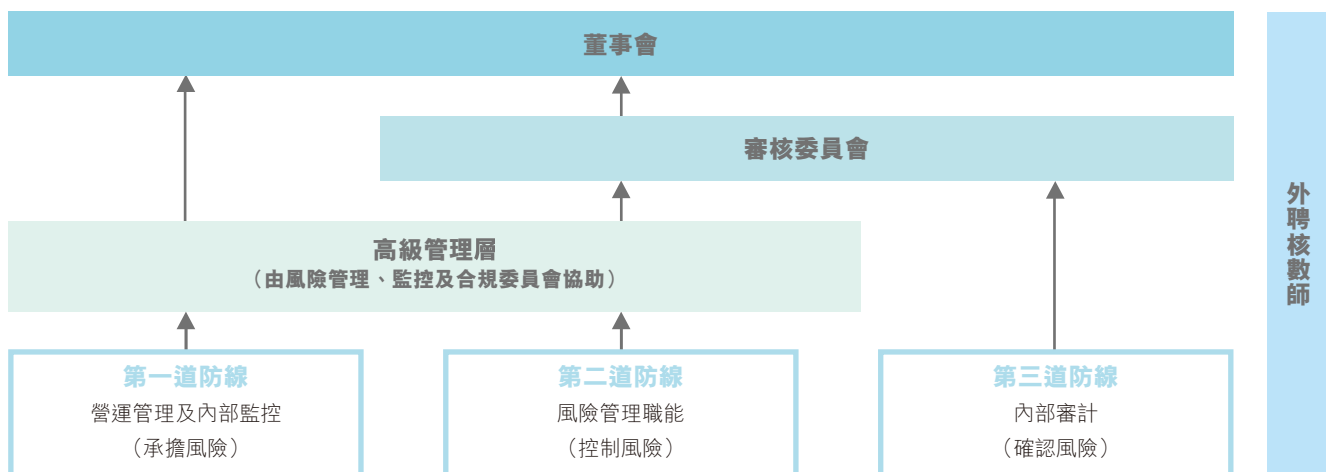 董事會
審核委員會
高級管理層
（由風險管理、監控及合規委員會協助）
第一道防線
營運管理及內部監控
（承擔風險）
第二道防線
風險管理職能
（控制風險）
第三道防線
內部審計
（確認風險）
外聘核數師